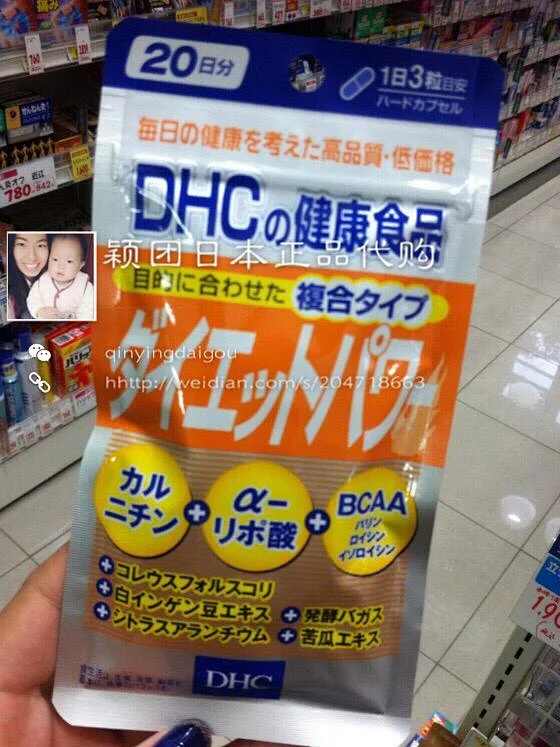 20日分
1日3粒目安
ハードカプセル
毎日の健康を考えた高品質・低価格
DHCの健康食品
颖团日本正品代购
目的に合わせた 複合タイプ
ダイエットパワー
qinyingdaigou
hhttp://weidian.com/s/204718663
カルニチン
+
α-リポ酸
+
BCAA
バリン
ロイシン
イソロイシン
+コレウスフォルスコリ
+白インゲン豆エキス +発酵バガス
+シトラスアランチウム +苦瓜エキス
DHC
760
780
842
1,9